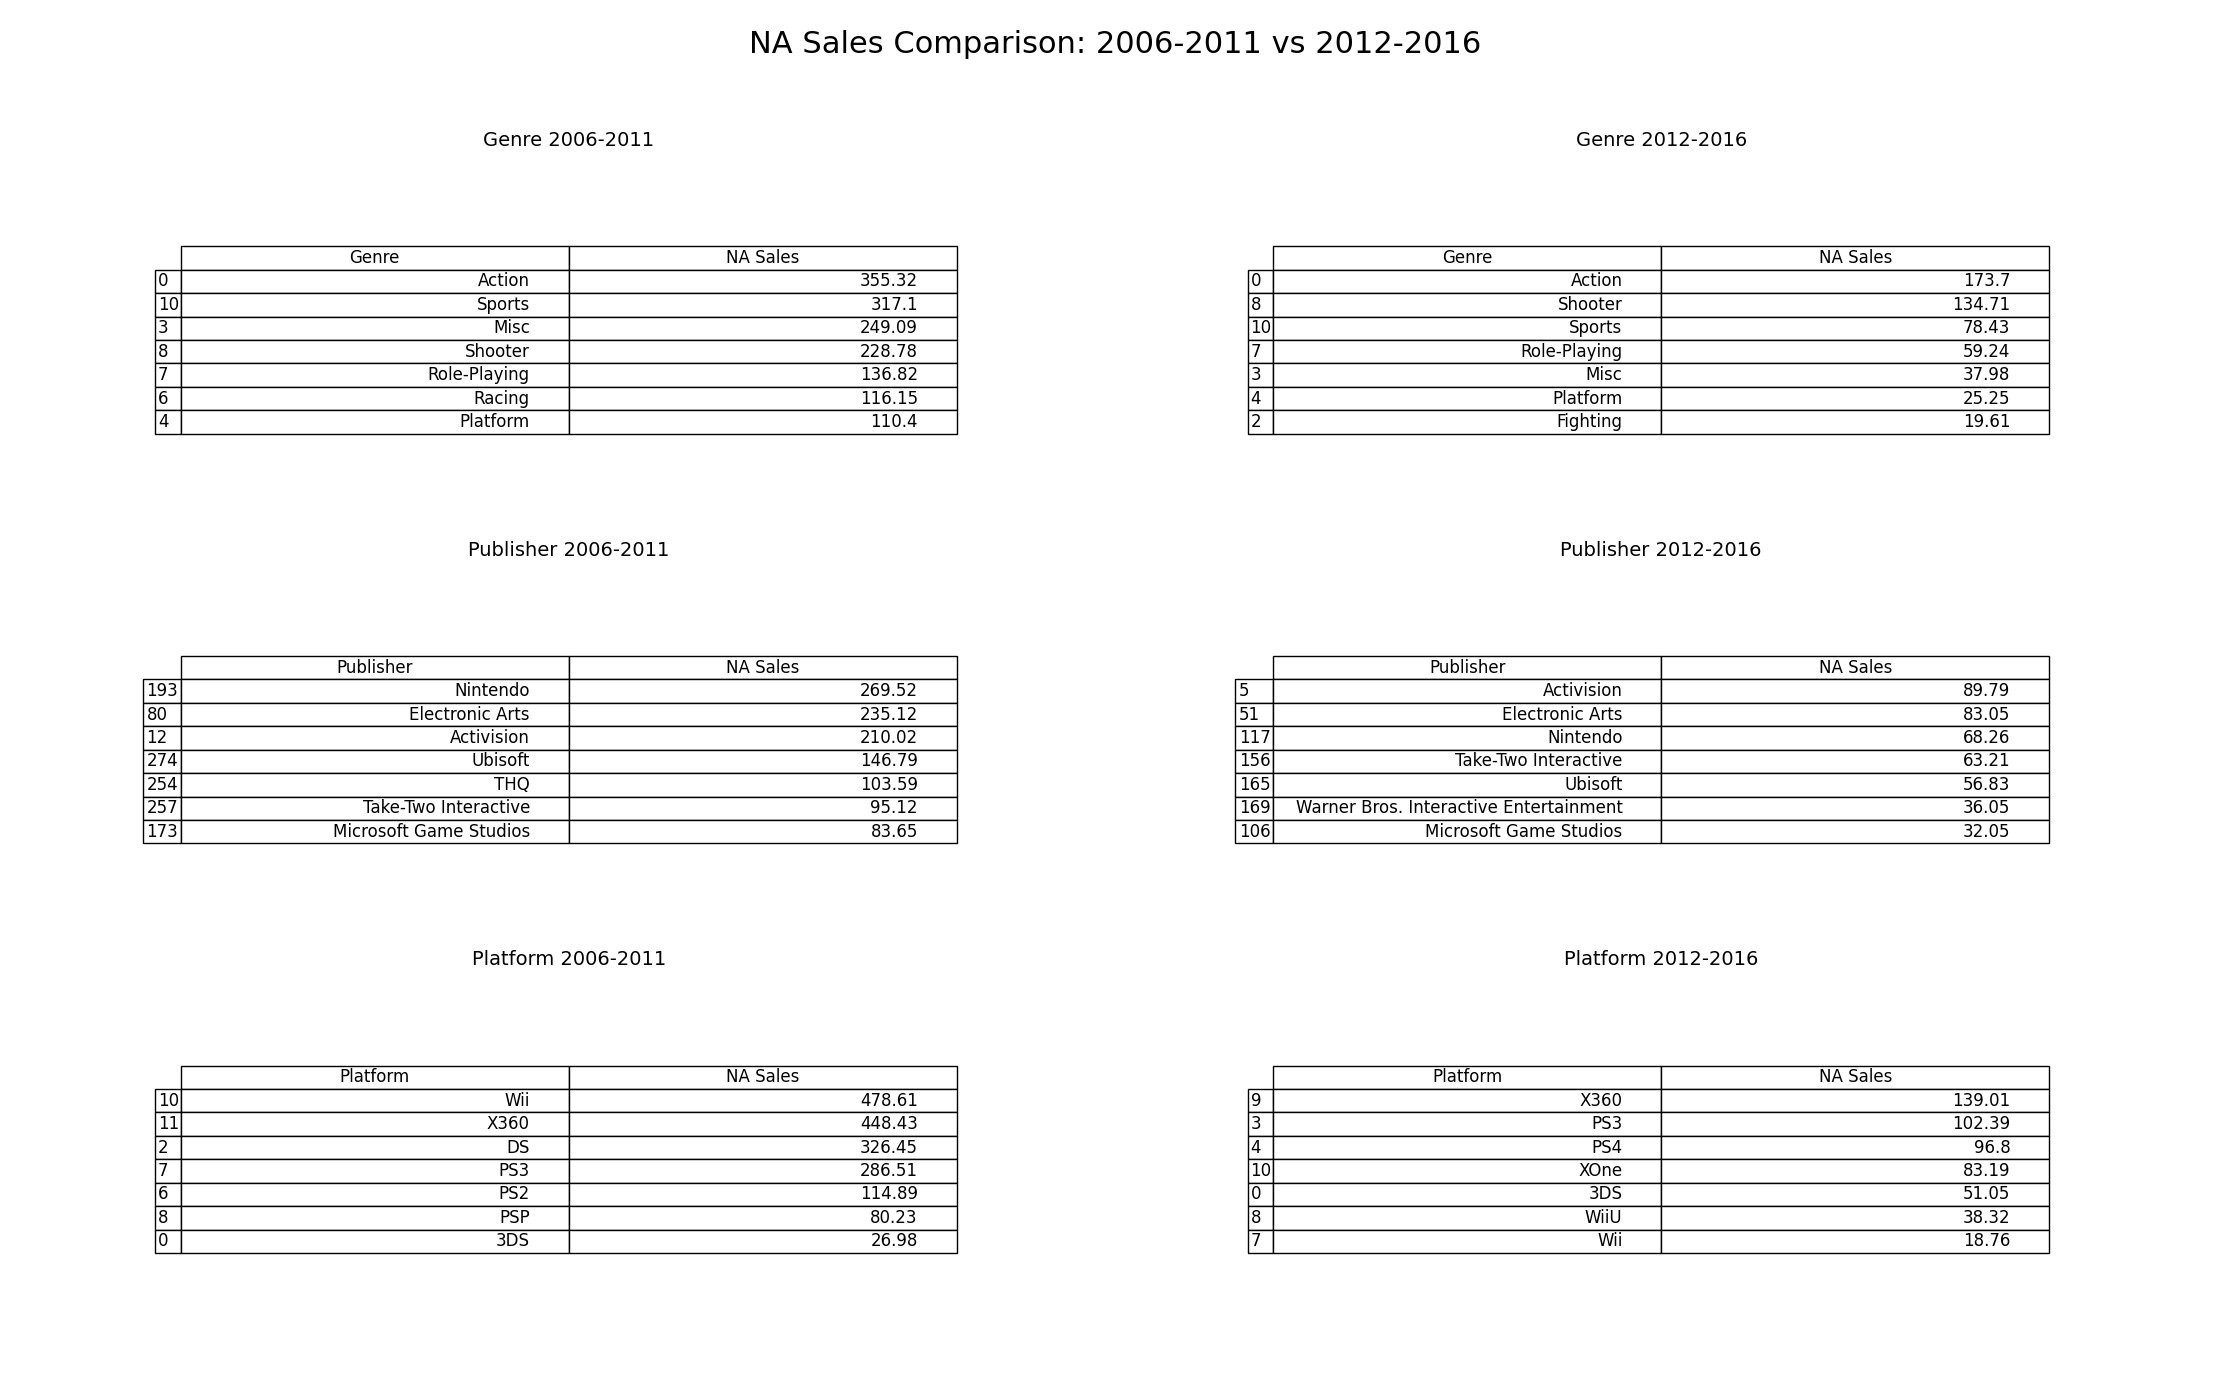 NA Sales Comparison: 2006-2011 vs 2012-2016
Genre 2006-2011
Genre NA Sales
0 Action 355.32
10 Sports 317.1
3 Misc 249.09
8 Shooter 228.78
7 Role-Playing 136.82
6 Racing 116.15
4 Platform 110.4
Genre 2012-2016
Genre NA Sales
0 Action 173.7
8 Shooter 134.71
10 Sports 78.43
7 Role-Playing 59.24
3 Misc 37.98
4 Platform 25.25
2 Fighting 19.61
Publisher 2006-2011
Publisher NA Sales
193 Nintendo 269.52
80 Electronic Arts 235.12
12 Activision 210.02
274 Ubisoft 146.79
254 THQ 103.59
257 Take-Two Interactive 95.12
173 Microsoft Game Studios 83.65
Publisher 2012-2016
Publisher NA Sales
5 Activision 89.79
51 Electronic Arts 83.05
117 Nintendo 68.26
156 Take-Two Interactive 63.21
165 Ubisoft 56.83
169 Warner Bros. Interactive Entertainment 36.05
106 Microsoft Game Studios 32.05
Platform 2006-2011
Platform NA Sales
10 Wii 478.61
11 X360 448.43
2 DS 326.45
7 PS3 286.51
6 PS2 114.89
8 PSP 80.23
0 3DS 26.98
Platform 2012-2016
Platform NA Sales
9 X360 139.01
3 PS3 102.39
4 PS4 96.8
10 XOne 83.19
0 3DS 51.05
8 WiiU 38.32
7 Wii 18.76